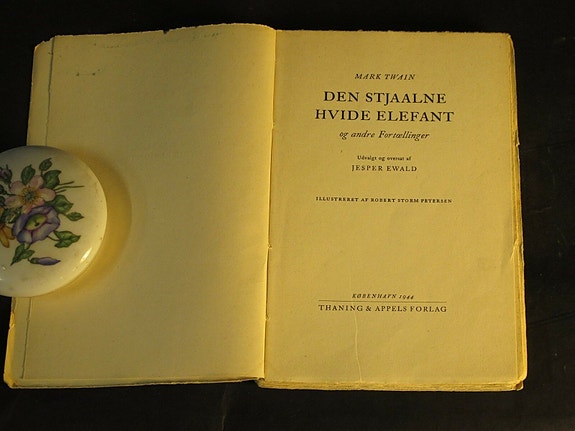 MARK TWAIN
DEN STJAALNE
HVIDE ELEFANT
og andre Fortællinger
Udvalgt og oversat af
JESPER EWALD
ILLUSTRERET AF ROBERT STORM PETERSEN
KØBENHAVN 1944
THANING & APPELS FORLAG